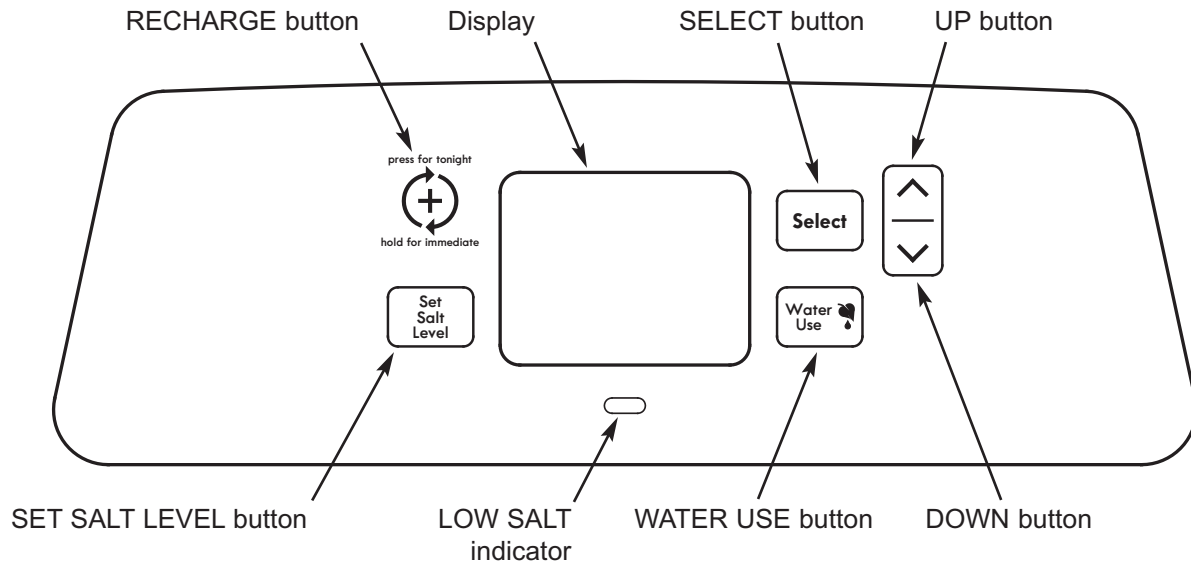 RECHARGE button
Display
SELECT button
UP button
press for tonight
hold for immediate
Select
Set
Salt
Level
Water
Use
SET SALT LEVEL button
LOW SALT
indicator
WATER USE button
DOWN button